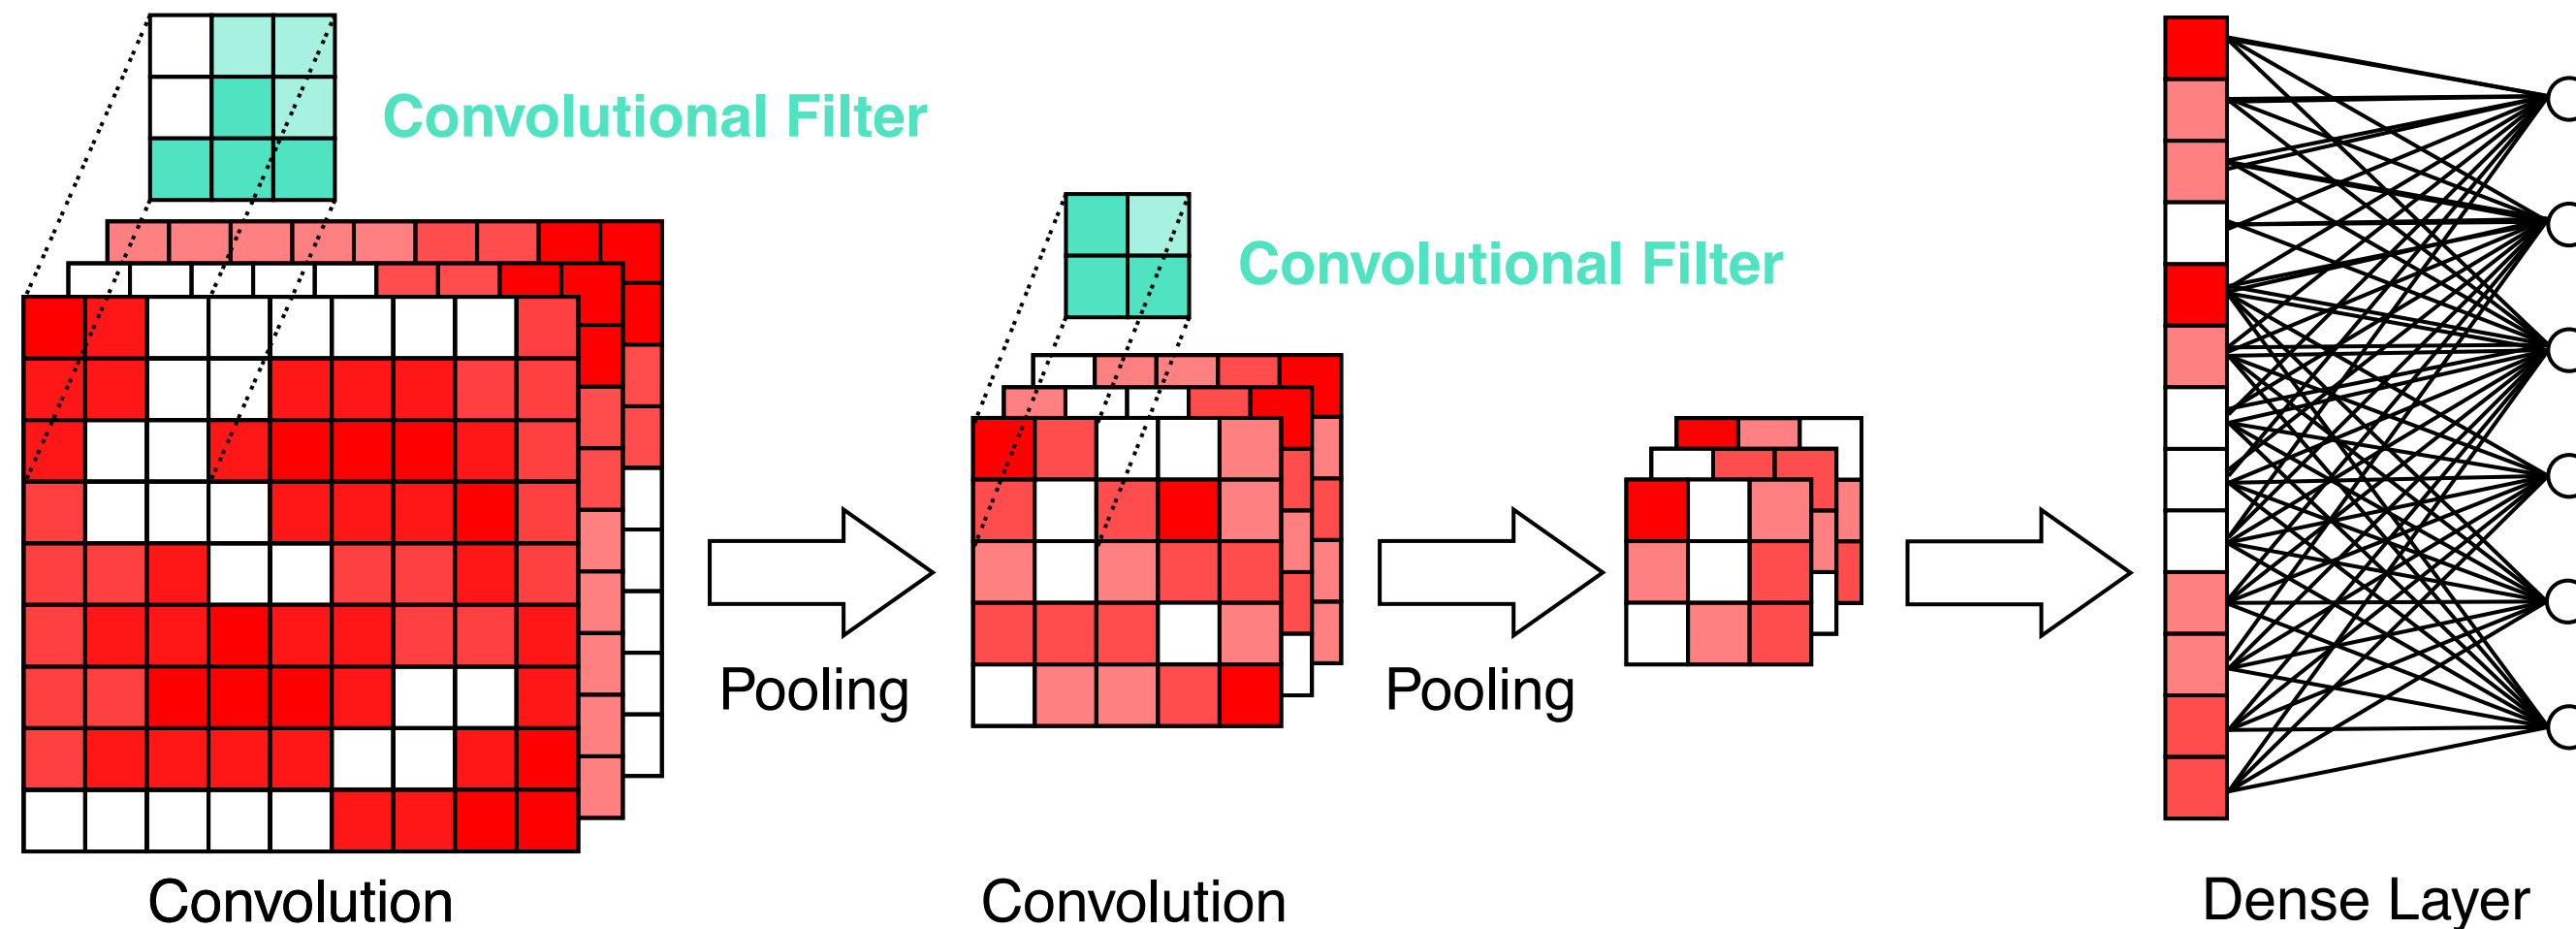 Convolutional Filter
Convolutional Filter
Pooling
Pooling
Convolution
Convolution
Dense Layer